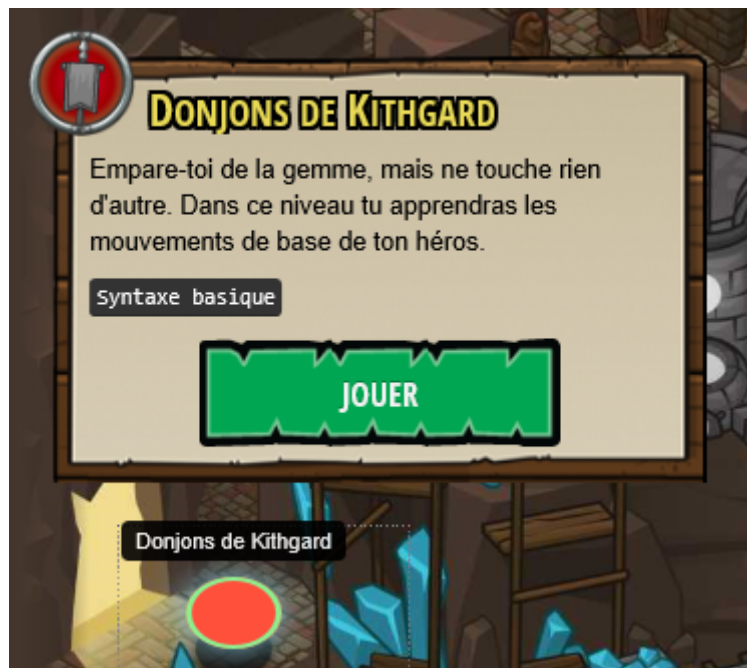 Donjons de Kithgard
Empare-toi de la gemme, mais ne touche rien
d'autre. Dans ce niveau tu apprendras les
mouvements de base de ton héros.
Syntaxe basique
JOUER
Donjons de Kithgard